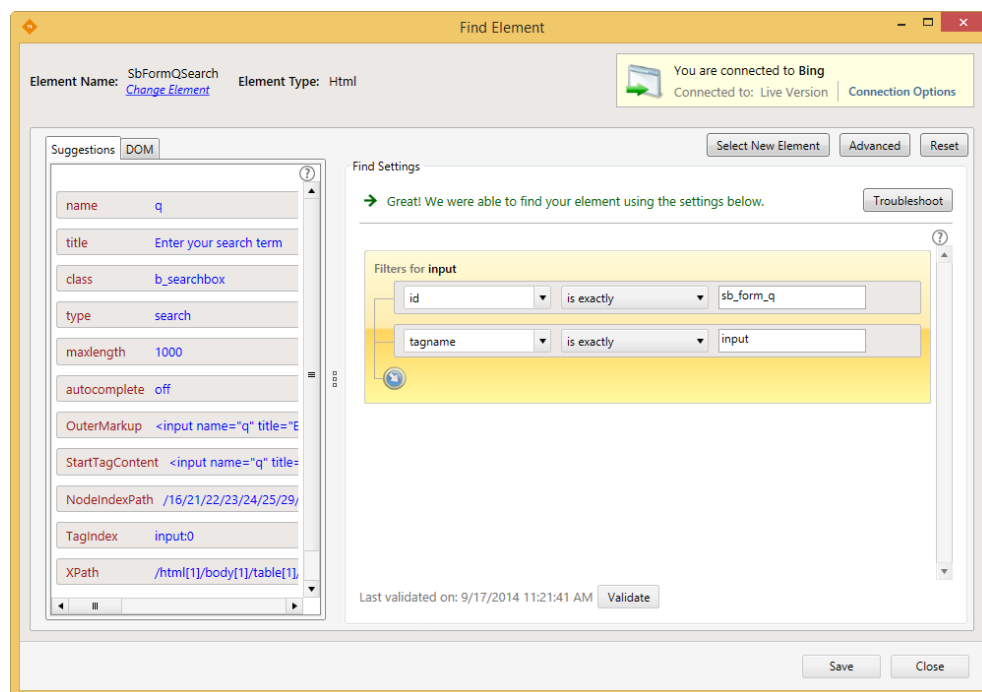 Find Element
Element Name: SbFormQSearch Element Type: Html
Change Element
You are connected to Bing
Connected to: Live Version Connection Options
Suggestions DOM
Select New Element Advanced Reset
?
name q
title Enter your search term
class b_searchbox
type search
maxlength 1000
autocomplete off
OuterMarkup <input name="q" title="E
StartTagContent <input name="q" title=
NodeIndexPath /16/21/22/23/24/25/29/
TagIndex input:0
XPath /html[1]/body[1]/table[1]/
Find Settings
Great! We were able to find your element using the settings below. Troubleshoot
?
Filters for input
id is exactly sb_form_q
tagname is exactly input
Last validated on: 9/17/2014 11:21:41 AM Validate
Save Close